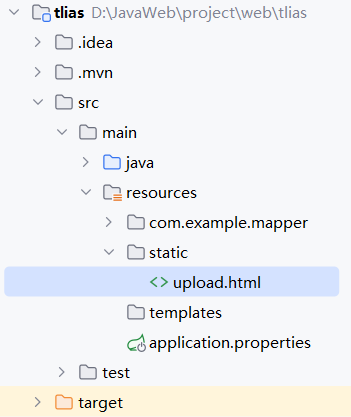 tlias D:\JavaWeb\project\web\tlias
.idea
.mvn
src
main
java
resources
com.example.mapper
static
<> upload.html
templates
application.properties
test
target